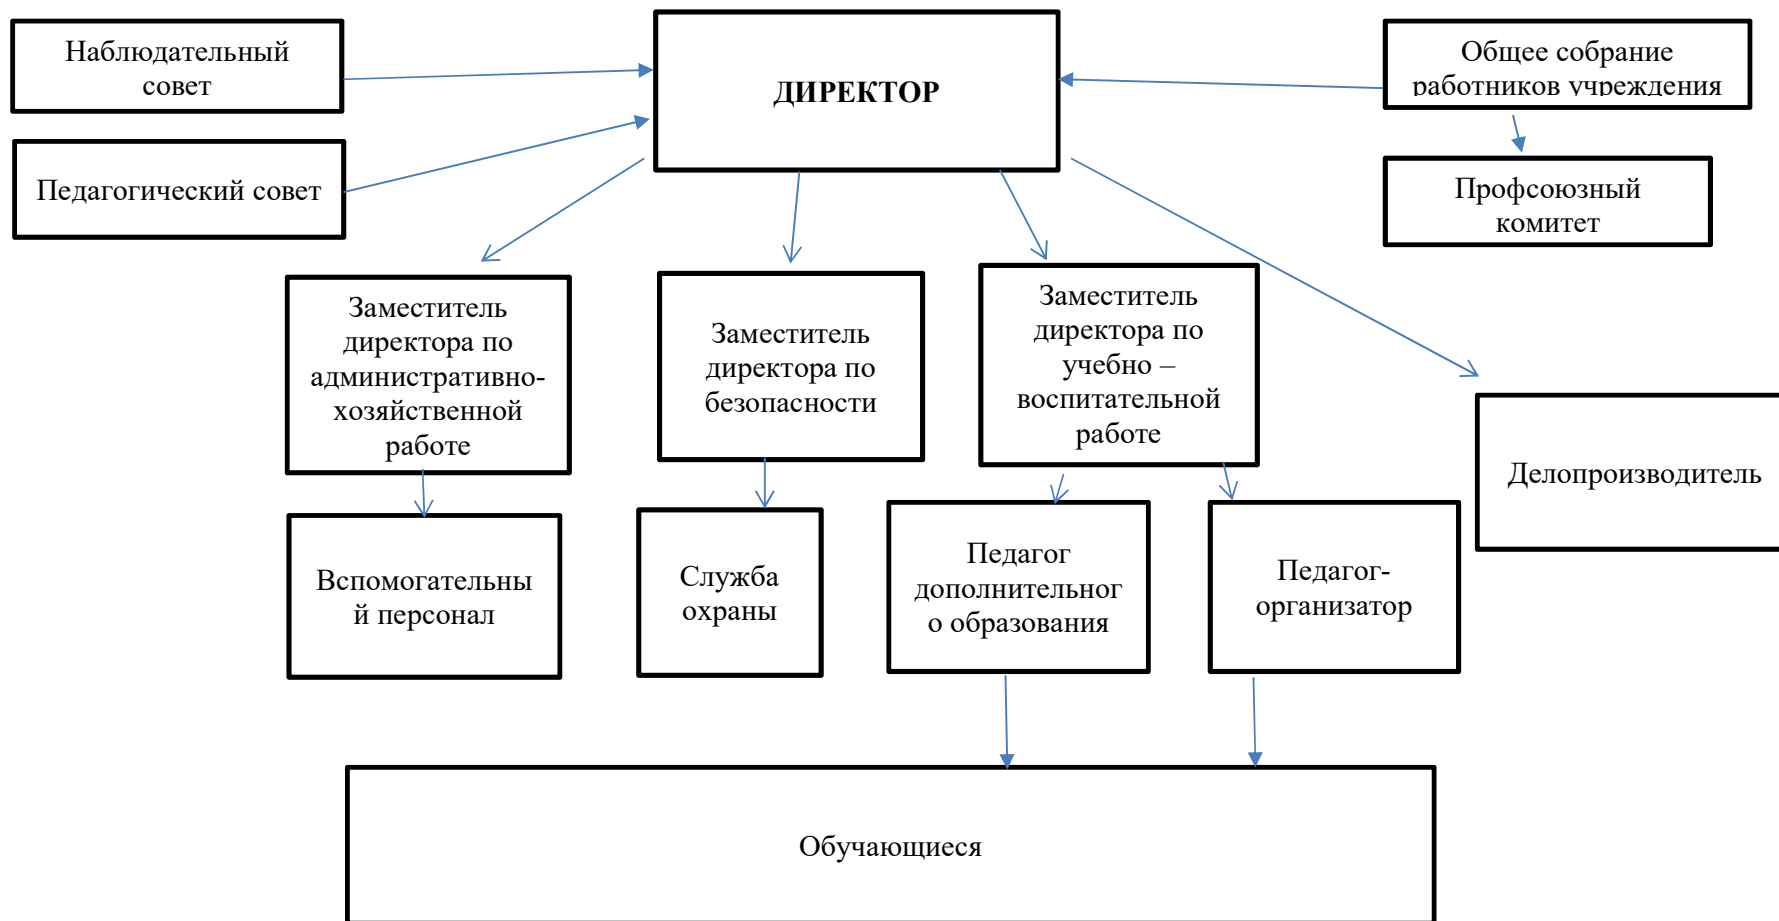 Наблюдательный
совет
ДИРЕКТОР
Общее собрание
работников учреждения
Педагогический совет
Профсоюзный
комитет
Заместитель
директора по
административно-
хозяйственной
работе
Заместитель
директора по
безопасности
Заместитель
директора по
учебно –
воспитательной
работе
Делопроизводитель
Вспомогательны
й персонал
Служба
охраны
Педагог
дополнительног
о образования
Педагог-
организатор
Обучающиеся